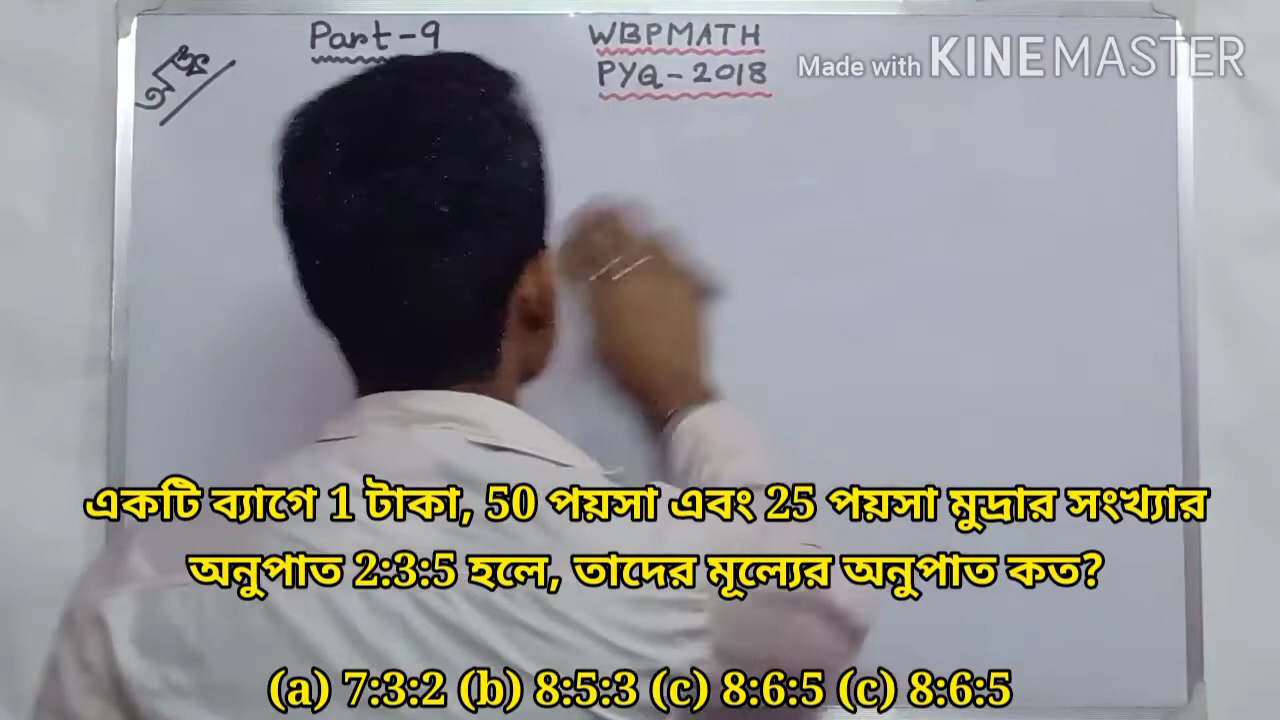 Part-9
WBPMATH
PYQ-2018
Made with KINEMASTER
অঙ্ক
একটি ব্যাগে 1 টাকা, 50 পয়সা এবং 25 পয়সা মুদ্রার সংখ্যার
অনুপাত 2:3:5 হলে, তাদের মূল্যের অনুপাত কত?
(a) 7:3:2 (b) 8:5:3 (c) 8:6:5 (c) 8:6:5